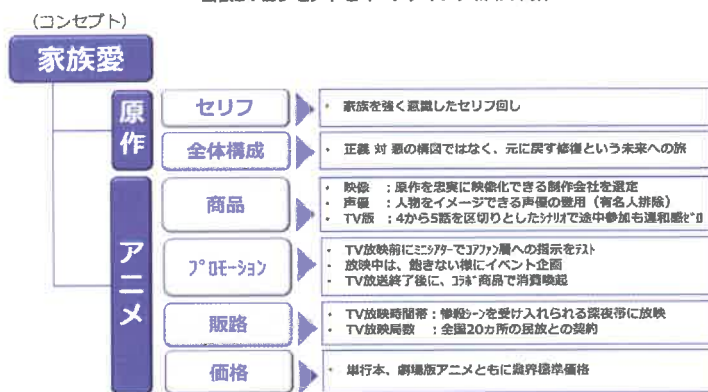 (コンセプト)
家族愛
原作
セリフ
・ 家族を強く意識したセリフ回し
全体構成
・ 正義 対 悪の構図ではなく、元に戻す修復という未来への旅
アニメ
商品
・ 映像 :原作を忠実に映像化できる制作会社を選定
・ 声優 :人物をイメージできる声優の徴用(有名人排除)
・ TV版 :4から5話を区切りとしたシナリオで途中参加も違和感ゼロ
プロモーション
・ TV放映前にミニシアターでコアファン層への指示をテスト
・ 放映中は、飽きない様にイベント企画
・ TV放送終了後に、コラボ商品で消費喚起
販路
・ TV放映時間帯:惨殺シーンを受け入れられる深夜帯に放映
・ TV放映局数 :全国20ヵ所の民放との契約
価格
・ 単行本、劇場版アニメともに業界標準価格